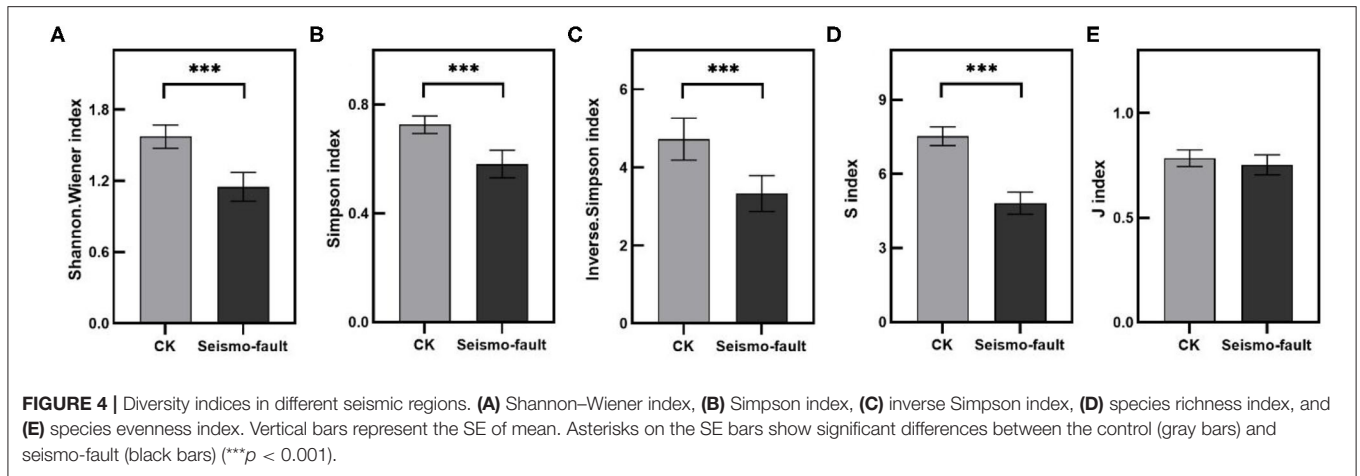 A
Shannon.Wiener index
1.8
1.2
0.6
0.0
***
CK Seismo-fault
B
Simpson index
0.8
0.4
0.0
***
CK Seismo-fault
C
Inverse.Simpson index
6
4
2
0
***
CK Seismo-fault
D
S index
9
6
3
0
***
CK Seismo-fault
E
J index
1.0
0.5
0.0
CK Seismo-fault
FIGURE 4 | Diversity indices in different seismic regions. (A) Shannon–Wiener index, (B) Simpson index, (C) inverse Simpson index, (D) species richness index, and
(E) species evenness index. Vertical bars represent the SE of mean. Asterisks on the SE bars show significant differences between the control (gray bars) and
seismo-fault (black bars) (***p < 0.001).